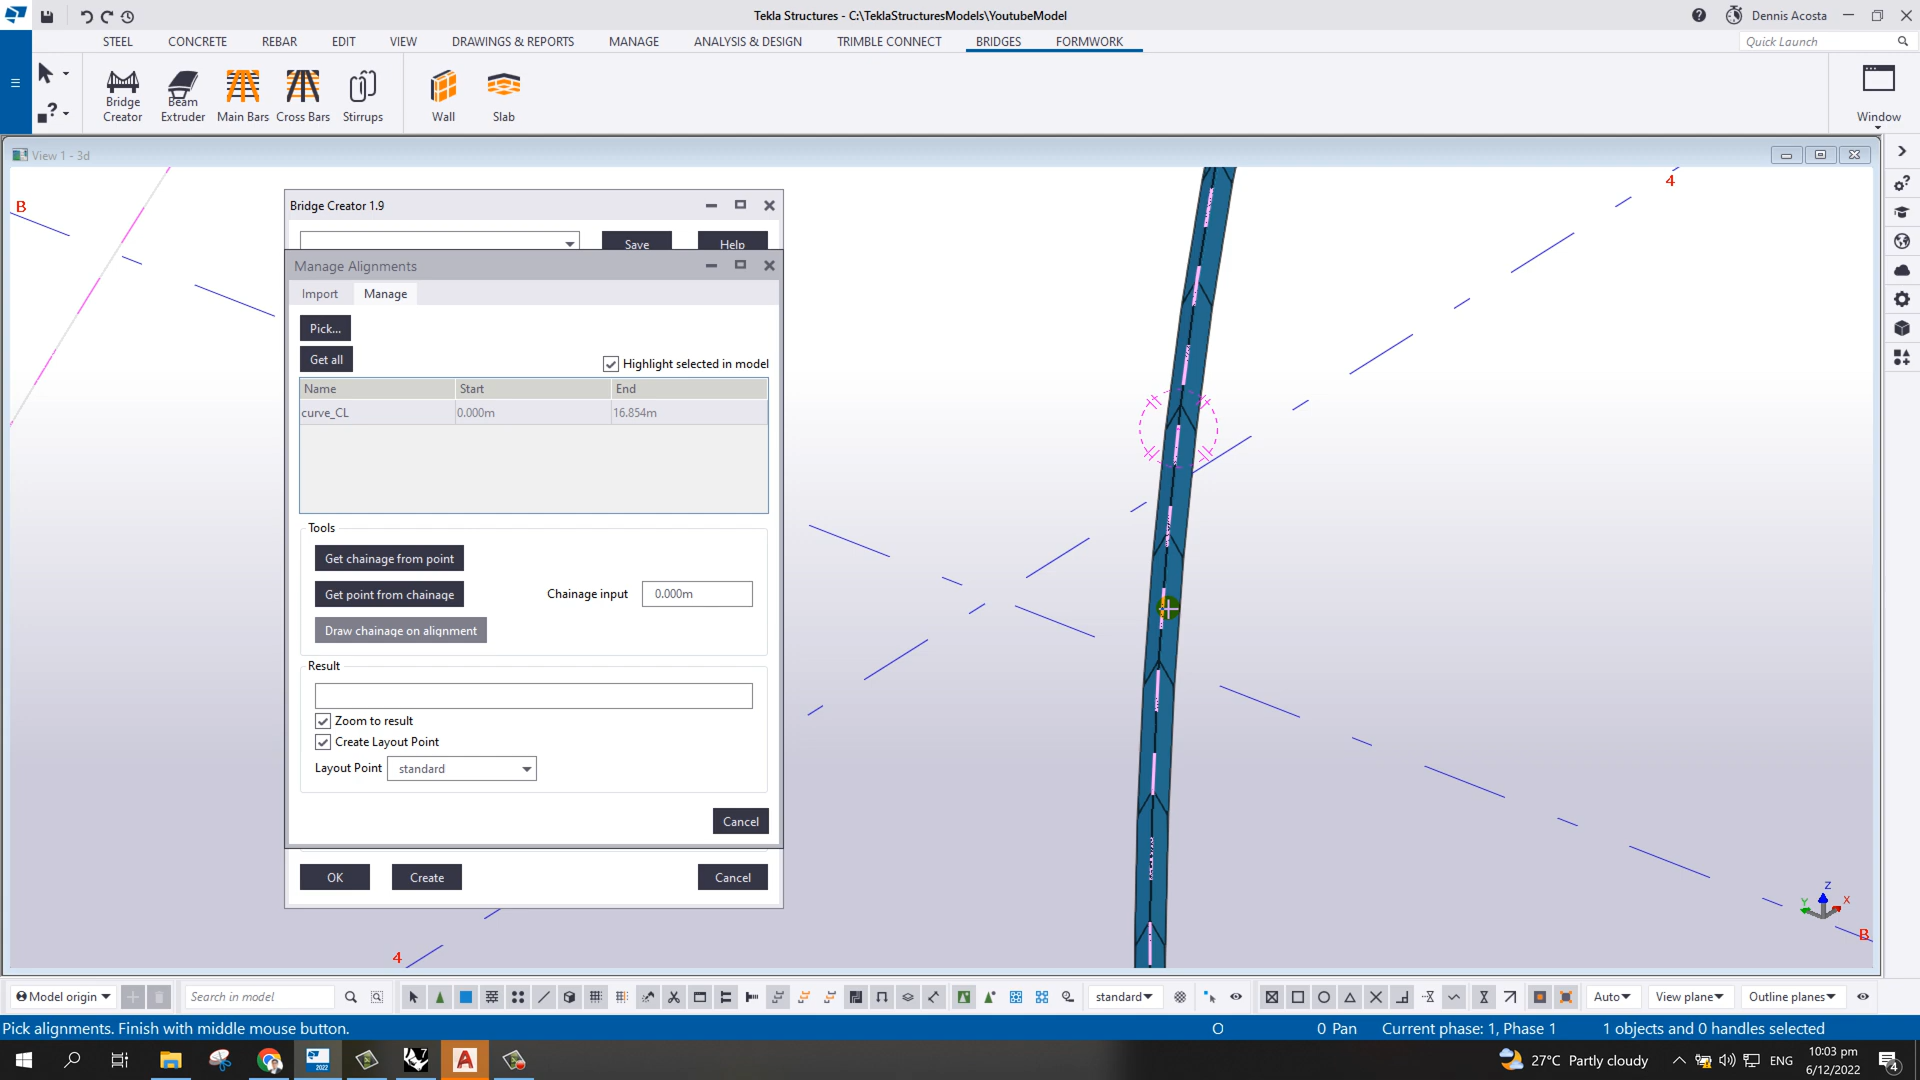 Tekla Structures - C:\TeklaStructuresModels\YoutubeModel
Dennis Acosta
STEEL CONCRETE REBAR EDIT VIEW DRAWINGS & REPORTS MANAGE ANALYSIS & DESIGN TRIMBLE CONNECT BRIDGES FORMWORK
Quick Launch
Bridge Creator
Beam Extruder
Main Bars
Cross Bars
Stirrups
Wall
Slab
Window
View 1 - 3d
B
4
Bridge Creator 1.9
Save
Help
Manage Alignments
Import
Manage
Pick...
Get all
Highlight selected in model
Name Start End
curve_CL 0.000m 16.854m
Tools
Get chainage from point
Get point from chainage
Chainage input
0.000m
Draw chainage on alignment
Result
Zoom to result
Create Layout Point
Layout Point
standard
Cancel
OK
Create
Cancel
4
Z
Y
X
B
Model origin
Search in model
standard
Auto
View plane
Outline planes
Pick alignments. Finish with middle mouse button.
O
0 Pan
Current phase: 1, Phase 1
1 objects and 0 handles selected
2022
27°C Partly cloudy
ENG
10:03 pm
6/12/2022
4